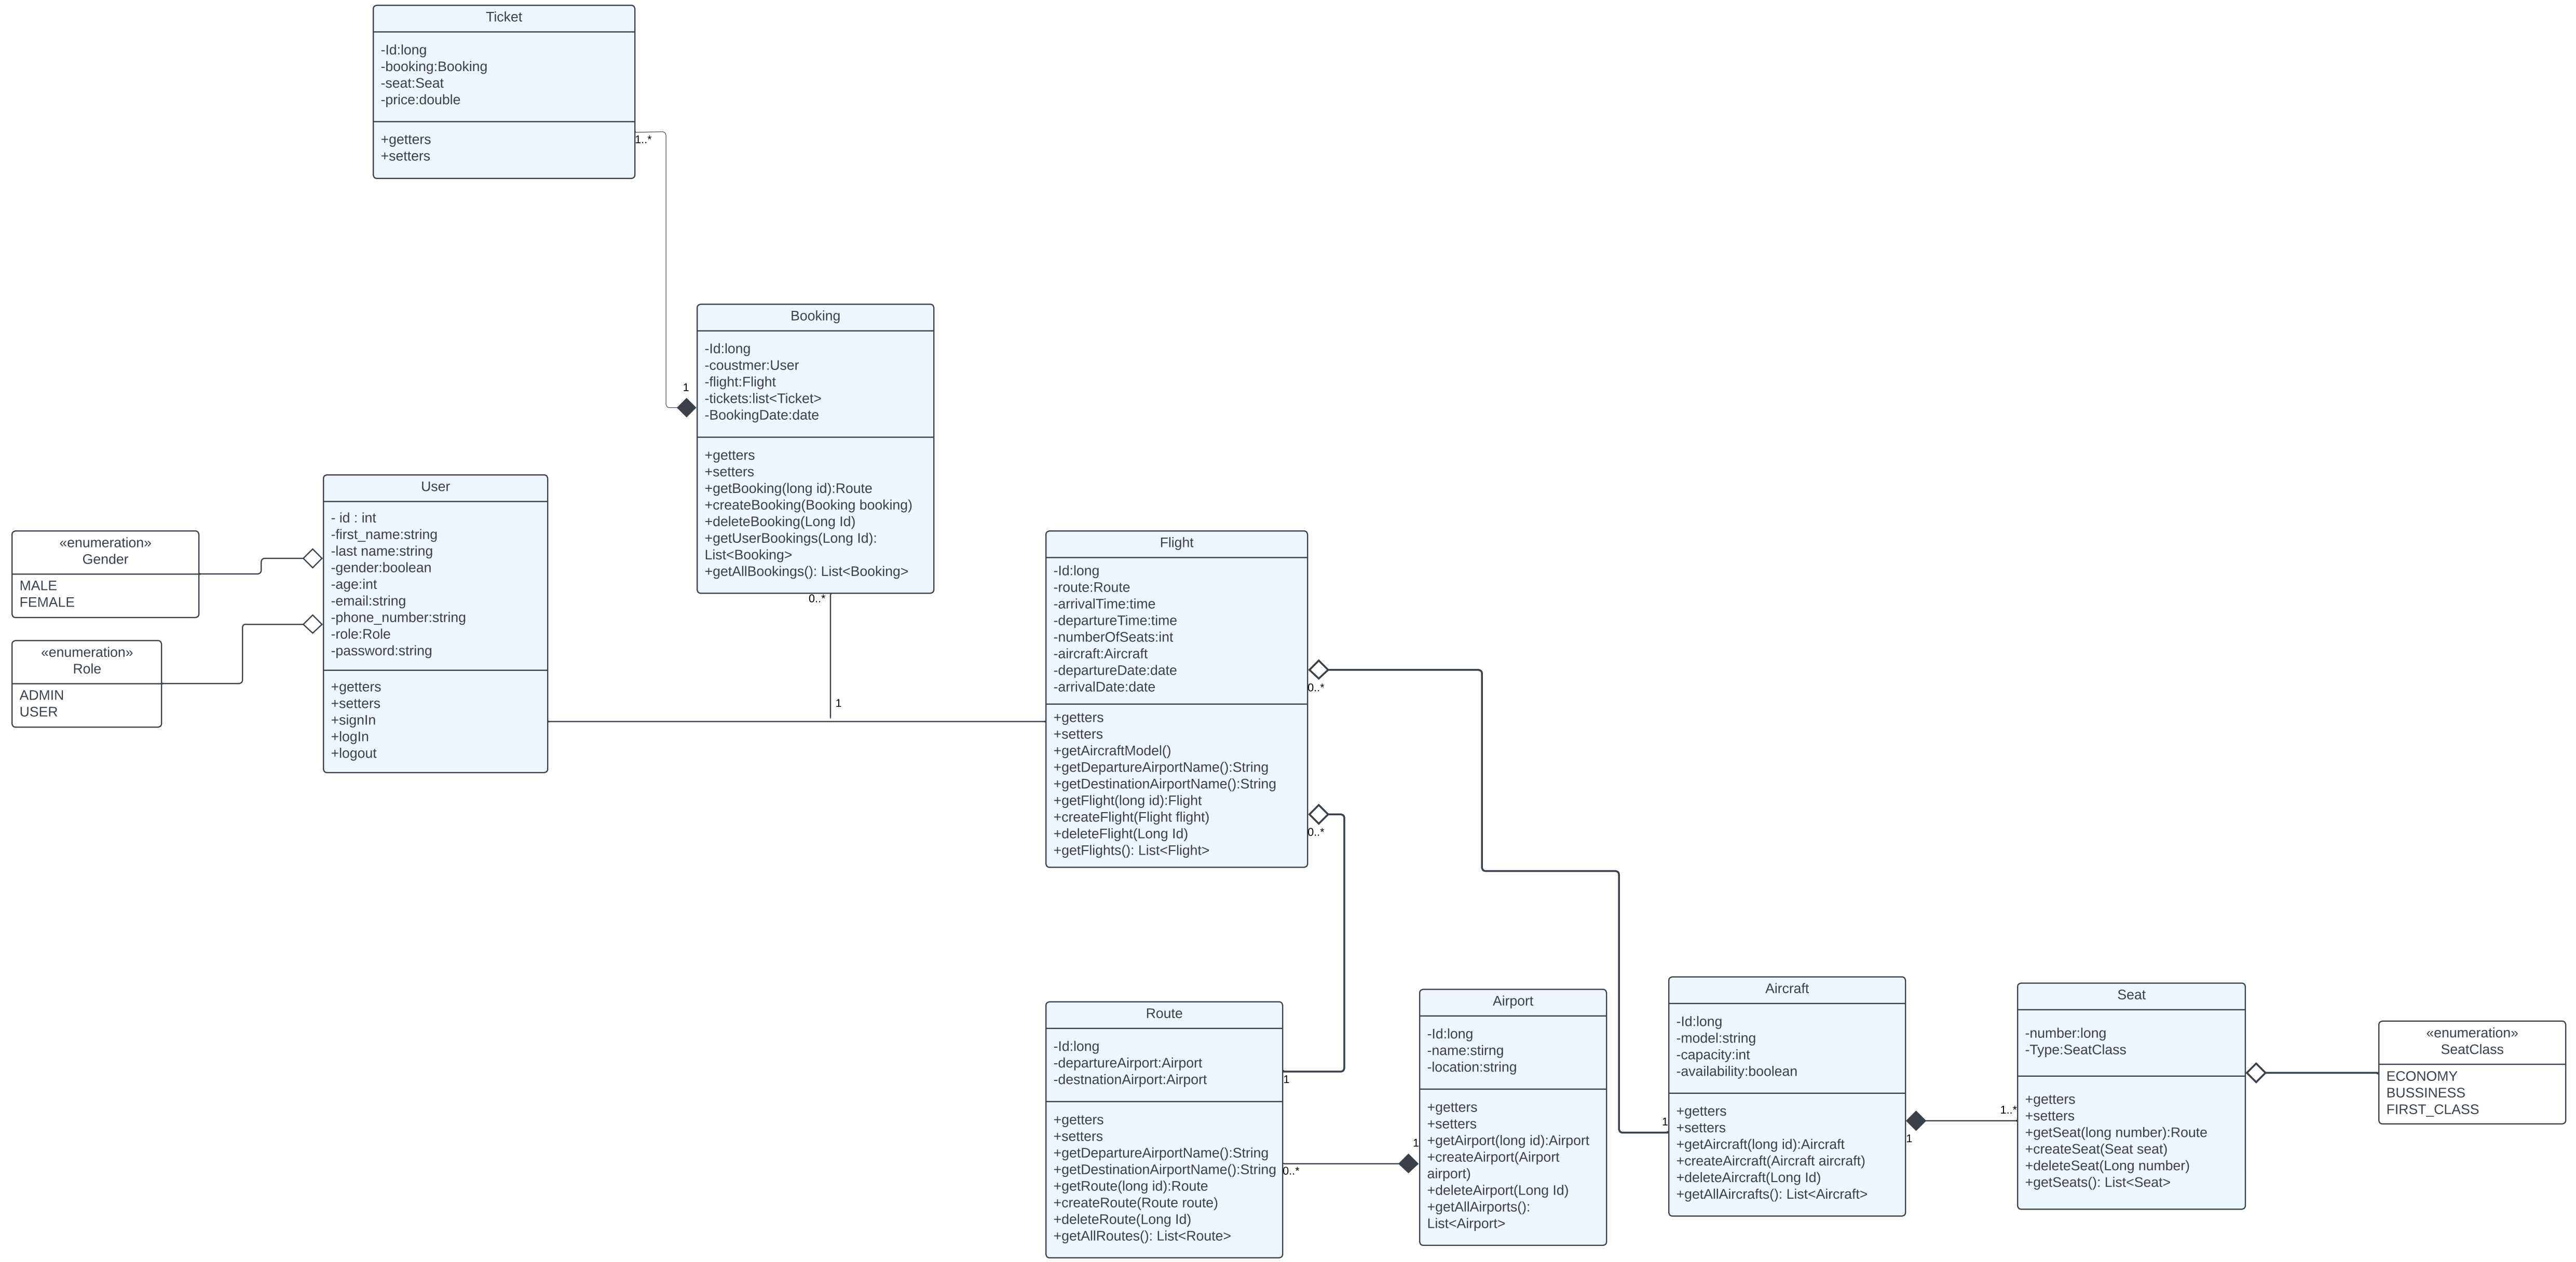 Ticket
-Id:long
-booking:Booking
-seat:Seat
-price:double
+getters
+setters
1..*
1
Booking
-Id:long
-coustmer:User
-flight:Flight
-tickets:list<Ticket>
-BookingDate:date
+getters
+setters
+getBooking(long id):Route
+createBooking(Booking booking)
+deleteBooking(Long Id)
+getUserBookings(Long Id):
List<Booking>
+getAllBookings(): List<Booking>
0..*
1
User
- id : int
-first_name:string
-last name:string
-gender:boolean
-age:int
-email:string
-phone_number:string
-role:Role
-password:string
+getters
+setters
+signIn
+logIn
+logout
«enumeration»
Gender
MALE
FEMALE
«enumeration»
Role
ADMIN
USER
Flight
-Id:long
-route:Route
-arrivalTime:time
-departureTime:time
-numberOfSeats:int
-aircraft:Aircraft
-departureDate:date
-arrivalDate:date
+getters
+setters
+getAircraftModel()
+getDepartureAirportName():String
+getDestinationAirportName():String
+getFlight(long id):Flight
+createFlight(Flight flight)
+deleteFlight(Long Id)
+getFlights(): List<Flight>
0..*
0..*
Route
-Id:long
-departureAirport:Airport
-destnationAirport:Airport
+getters
+setters
+getDepartureAirportName():String
+getDestinationAirportName():String
+getRoute(long id):Route
+createRoute(Route route)
+deleteRoute(Long Id)
+getAllRoutes(): List<Route>
1
0..*
1
Airport
-Id:long
-name:stirng
-location:string
+getters
+setters
+getAirport(long id):Airport
+createAirport(Airport
airport)
+deleteAirport(Long Id)
+getAllAirports():
List<Airport>
1
Aircraft
-Id:long
-model:string
-capacity:int
-availability:boolean
+getters
+setters
+getAircraft(long id):Aircraft
+createAircraft(Aircraft aircraft)
+deleteAircraft(Long Id)
+getAllAircrafts(): List<Aircraft>
1
1..*
Seat
-number:long
-Type:SeatClass
+getters
+setters
+getSeat(long number):Route
+createSeat(Seat seat)
+deleteSeat(Long number)
+getSeats(): List<Seat>
«enumeration»
SeatClass
ECONOMY
BUSSINESS
FIRST_CLASS